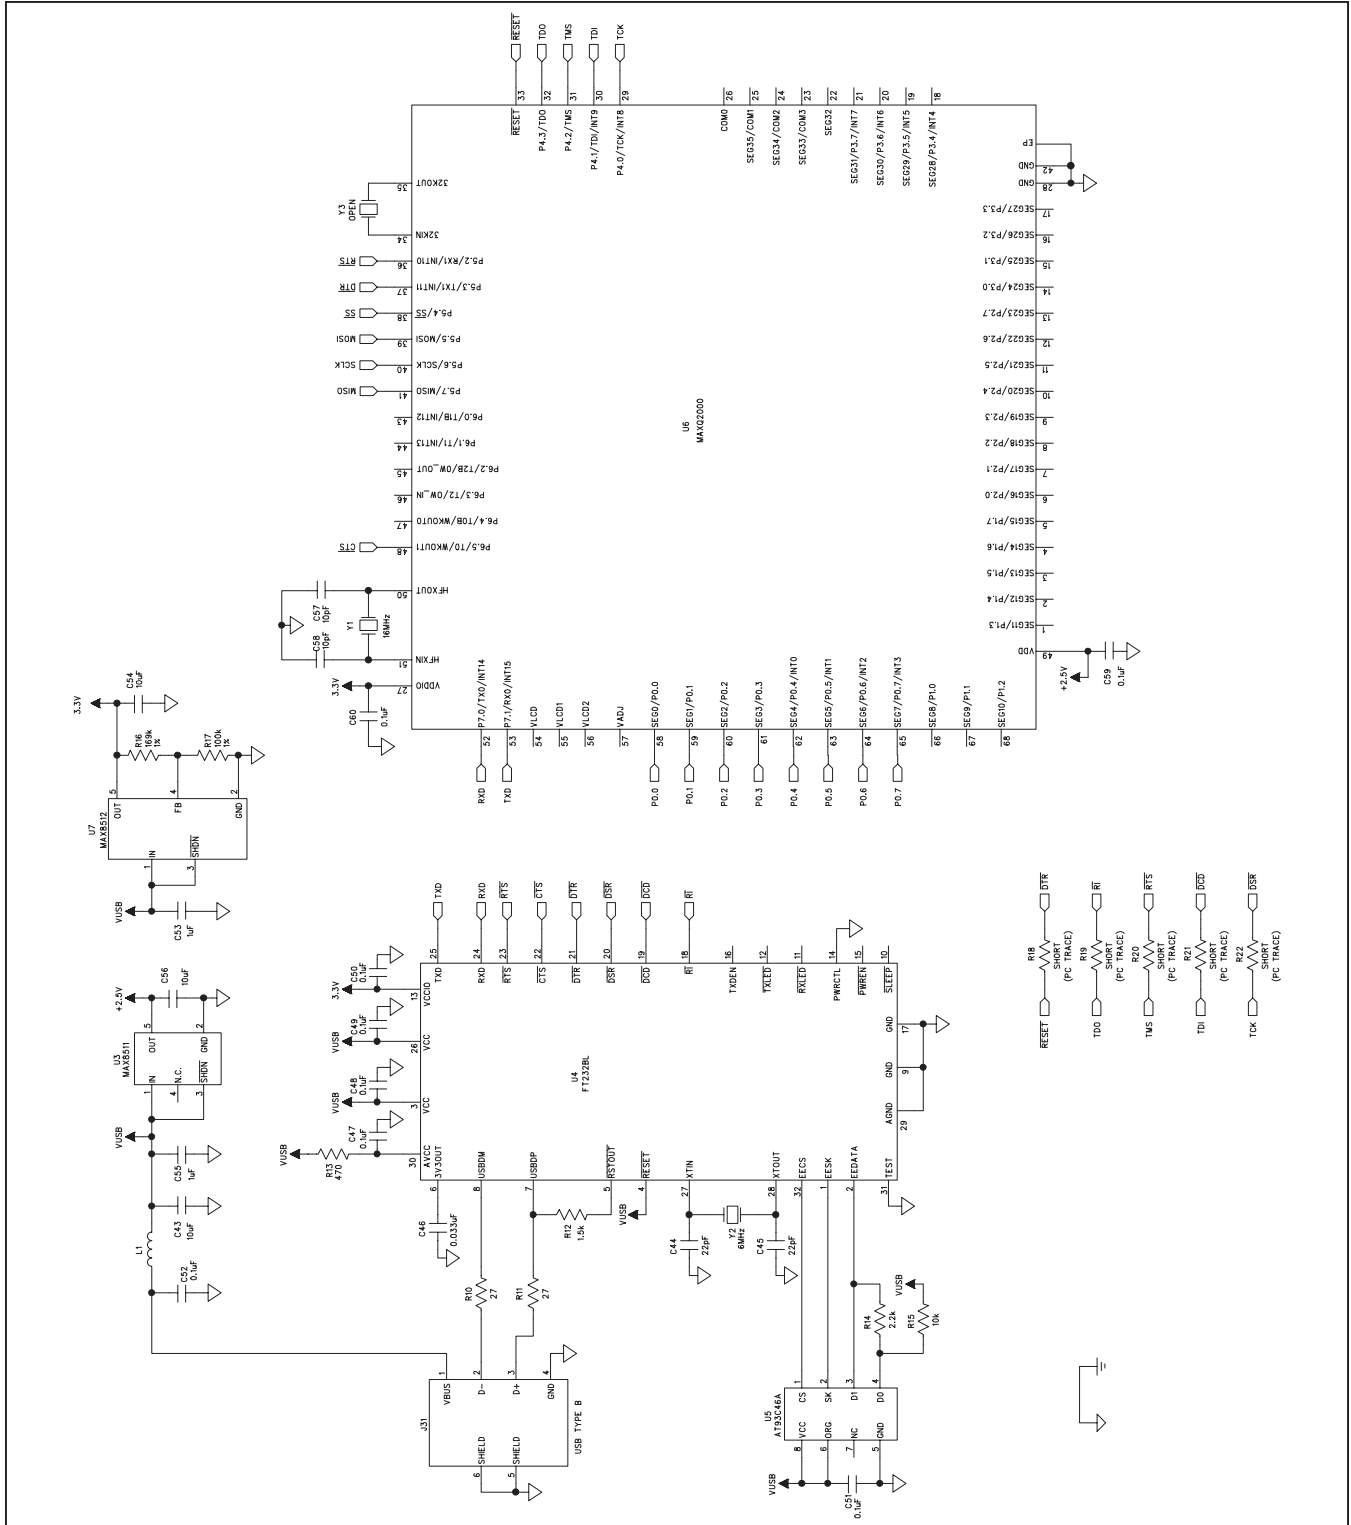 RESET
TDO
TMS
TDI
TCK
33
32
31
30
29
26
25
24
23
22
21
20
19
18
RESET
P4.3/TDO
P4.2/TMS
P4.1/TDI/INT9
P4.0/TCK/INT8
COM0
SEG35/COM1
SEG34/COM2
SEG33/COM3
SEG32
SEG31/P3.7/INT7
SEG30/P3.6/INT6
SEG29/P3.5/INT5
SEG28/P3.4/INT4
Y3
OPEN
35
32KOUT
34
32KIN
RTS
36
P5.2/RX1/INT10
DTR
37
P5.3/TX1/INT11
SS
38
P5.4/SS
MOSI
39
P5.5/MOSI
SCLK
40
P5.6/SCLK
MISO
41
P5.7/MISO
43
P6.0/T1B/INT12
44
P6.1/T1/INT13
45
P6.2/T2B/OW_OUT
46
P6.3/T2/OW_IN
47
P6.4/T0B/WKOUT0
CTS
48
P6.5/T0/WKOUT1
50
HFXOUT
51
HFXIN
27
VDDIO
C57
10pF
C58
10pF
Y1
16MHz
3.3V
C60
0.1uF
U6
MAXQ2000
EP
GND
42
GND
28
SEG27/P3.3
17
SEG26/P3.2
16
SEG25/P3.1
15
SEG24/P3.0
14
SEG23/P2.7
13
SEG22/P2.6
12
SEG21/P2.5
11
SEG20/P2.4
10
SEG19/P2.3
9
SEG18/P2.2
8
SEG17/P2.1
7
SEG16/P2.0
6
SEG15/P1.7
5
SEG14/P1.6
4
SEG13/P1.5
3
SEG12/P1.4
2
SEG11/P1.3
1
VDD
49
+2.5V
C59
0.1uF
P7.0/TX0/INT14
P7.1/RX0/INT15
VLCD
VLCD1
VLCD2
VADJ
SEG0/P0.0
SEG1/P0.1
SEG2/P0.2
SEG3/P0.3
SEG4/P0.4/INT0
SEG5/P0.5/INT1
SEG6/P0.6/INT2
SEG7/P0.7/INT3
SEG8/P1.0
SEG9/P1.1
SEG10/P1.2
52
53
54
55
56
57
58
59
60
61
62
63
64
65
66
67
68
RXD
TXD
P0.0
P0.1
P0.2
P0.3
P0.4
P0.5
P0.6
P0.7
3.3V
C54
10uF
R16
169k
1%
R17
100k
1%
5
4
2
OUT
FB
GND
U7
MAX8512
IN
SHDN
1
3
VUSB
C53
1uF
+2.5V
C56
10uF
5
2
OUT
GND
U3
MAX8511
IN
N.C.
SHDN
1
4
3
VUSB
C55
1uF
C43
10uF
L1
C52
0.1uF
TXD
RXD
RTS
CTS
DTR
DSR
DCD
RI
25
24
23
22
21
20
19
18
16
12
11
14
15
10
TXD
RXD
RTS
CTS
DTR
DSR
DCD
RI
TXDEN
TXLED
RXLED
PWRCTL
PWREN
SLEEP
3.3V
C50
0.1uF
13
VCCIO
VUSB
C49
0.1uF
26
VCC
VUSB
C48
0.1uF
3
VCC
VUSB
R13
470
C47
0.1uF
30
AVCC
U4
FT232BL
GND
17
GND
9
AGND
29
3V3OUT
USBDM
USBDP
RSTOUT
RESET
XTIN
XTOUT
EECS
EESK
EEDATA
TEST
6
8
7
5
4
27
28
32
1
2
31
C46
0.033uF
R12
1.5k
VUSB
C44
22pF
Y2
6MHz
C45
22pF
R10
27
R11
27
R14
2.2k
VUSB
R15
10k
1
2
3
4
VBUS
D-
D+
GND
J31
USB TYPE B
SHIELD
SHIELD
6
5
1
2
3
4
CS
SK
D1
D0
U5
AT93C46A
VCC
ORG
NC
GND
8
6
7
5
VUSB
C51
0.1uF
DTR
RI
RTS
DCD
DSR
R18
SHORT
(PC TRACE)
R19
SHORT
(PC TRACE)
R20
SHORT
(PC TRACE)
R21
SHORT
(PC TRACE)
R22
SHORT
(PC TRACE)
RESET
TDO
TMS
TDI
TCK